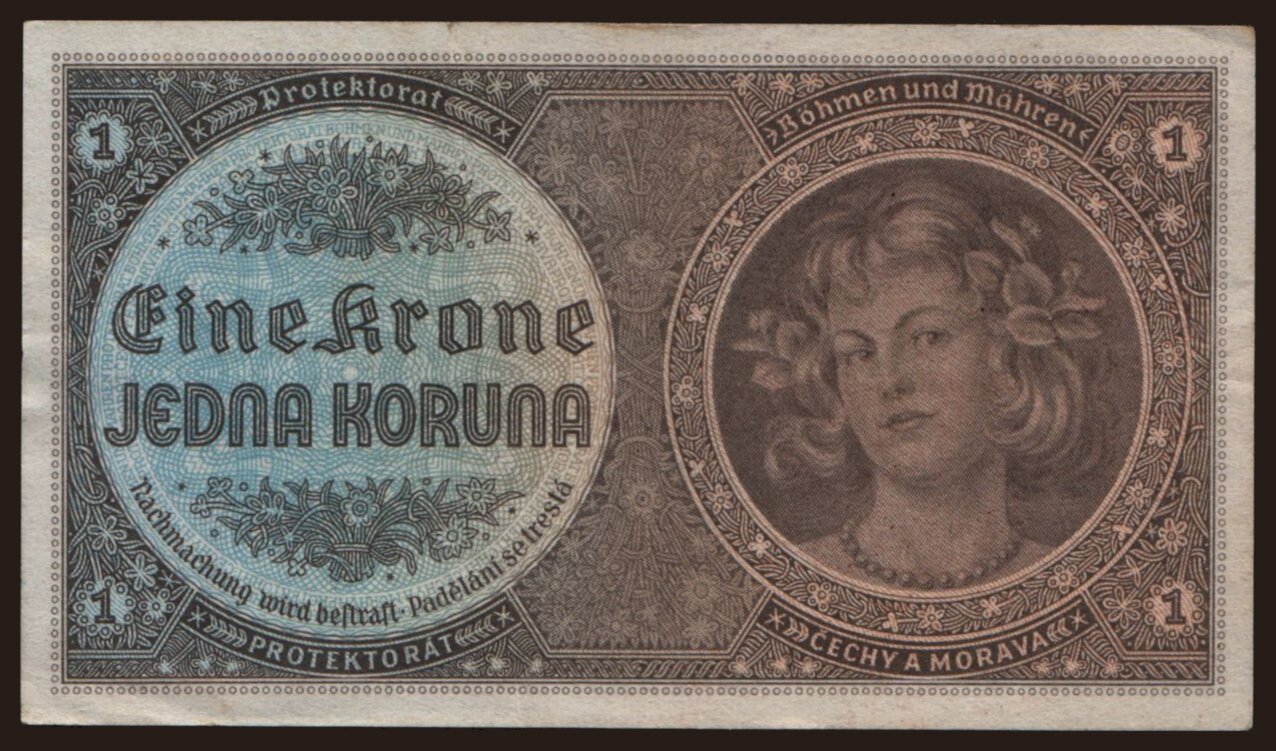 Protektorat
Böhmen und Mähren
1
1
Eine Krone
JEDNA KORUNA
Nachmachung wird bestraft · Padělání se trestá
1
1
PROTEKTORÁT
ČECHY A MORAVA